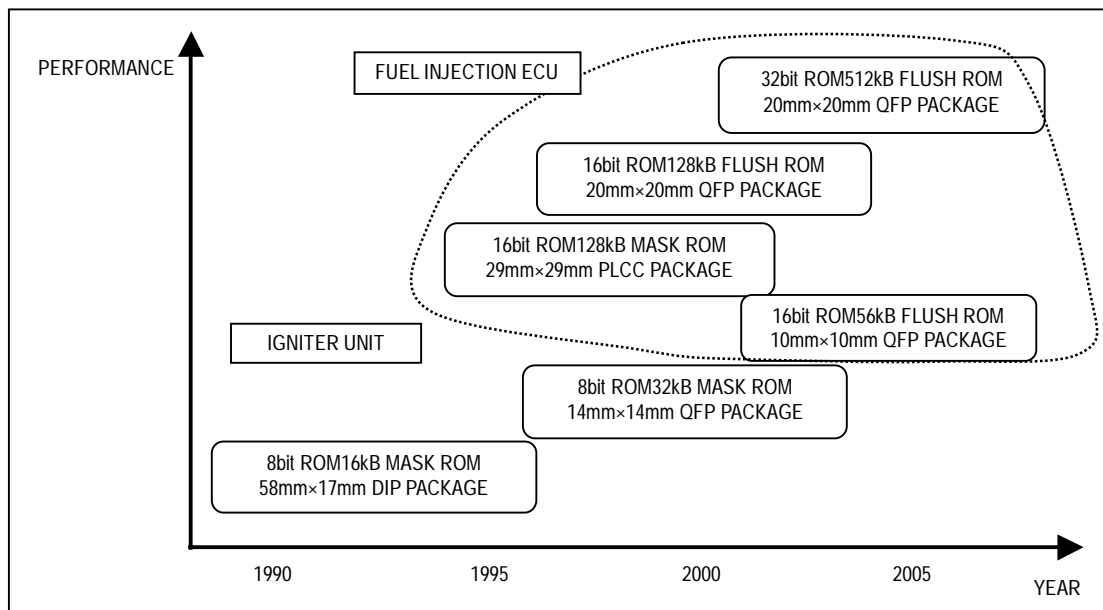 PERFORMANCE
FUEL INJECTION ECU
32bit ROM512kB FLUSH ROM
20mm×20mm QFP PACKAGE
16bit ROM128kB FLUSH ROM
20mm×20mm QFP PACKAGE
16bit ROM128kB MASK ROM
29mm×29mm PLCC PACKAGE
16bit ROM56kB FLUSH ROM
10mm×10mm QFP PACKAGE
IGNITER UNIT
8bit ROM32kB MASK ROM
14mm×14mm QFP PACKAGE
8bit ROM16kB MASK ROM
58mm×17mm DIP PACKAGE
1990 1995 2000 2005
YEAR